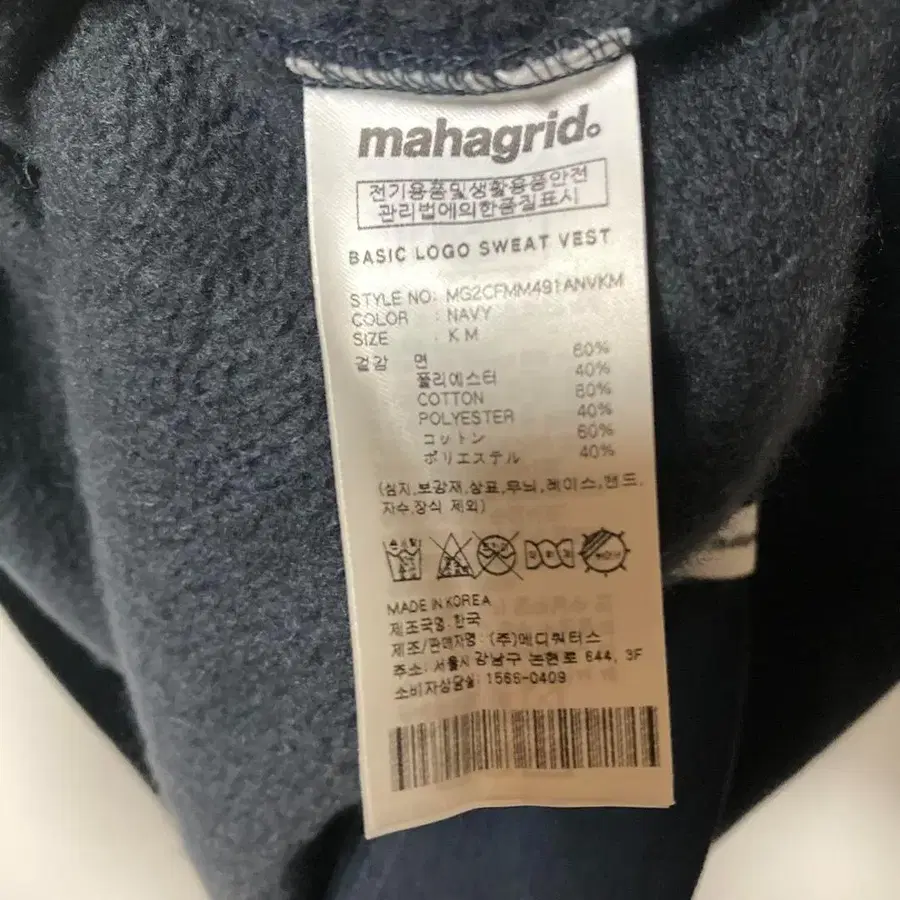 mahagrid.
전기용품및생활용품안전
관리법에의한품질표시
BASIC LOGO SWEAT VEST
STYLE NO: MG2CFMM491ANVKM
COLOR : NAVY
SIZE : KM
겉감 면 60%
폴리에스터 40%
COTTON 60%
POLYESTER 40%
コットン 60%
ポリエステル 40%
(심지,보강재,상표,무늬,레이스,밴드,
자수,장식 제외)
MADE IN KOREA
제조국명:한국
제조/판매자명: (주)메디쿼터스
주소: 서울시 강남구 논현로 644, 3F
소비자상담실: 1566-0409